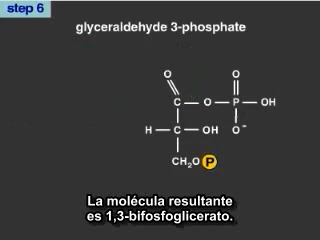 step 6
glyceraldehyde 3-phosphate
O O
C — O — P — OH
H — C — OH O -
CH2O P
La molécula resultante
es 1,3-bifosfoglicerato.